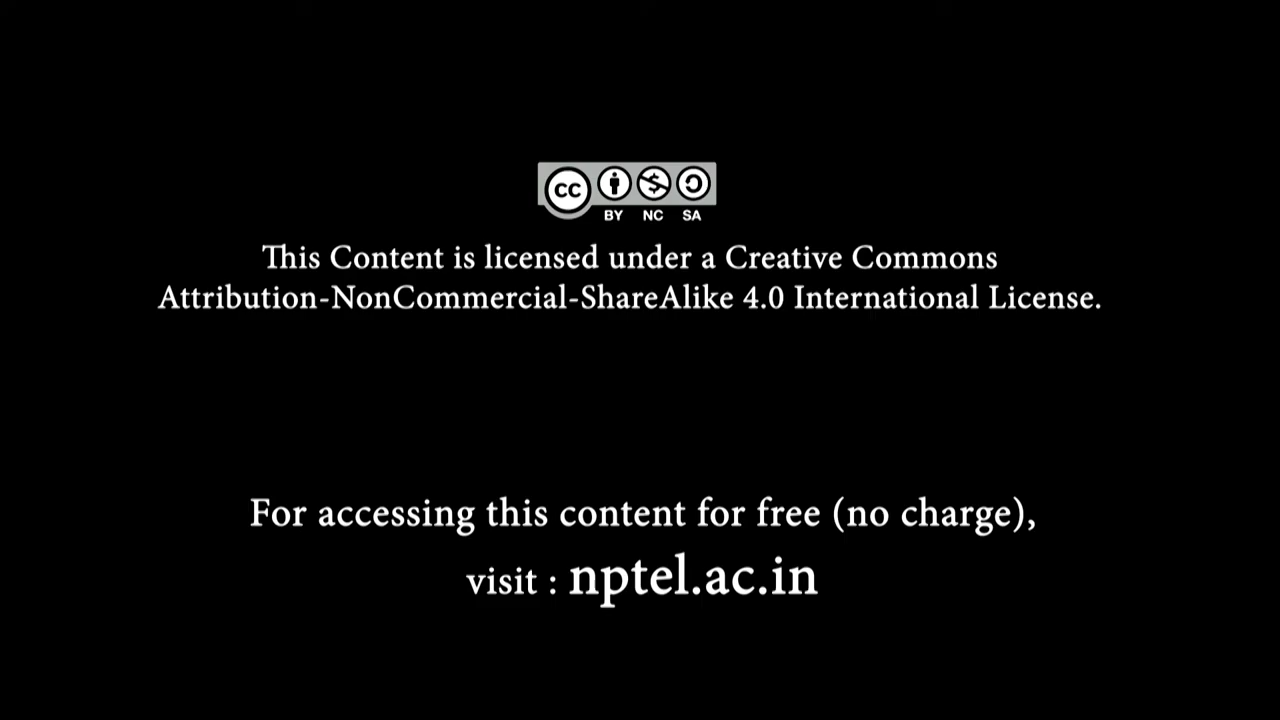 cc
BY NC SA
This Content is licensed under a Creative Commons
Attribution-NonCommercial-ShareAlike 4.0 International License.
For accessing this content for free (no charge),
visit : nptel.ac.in